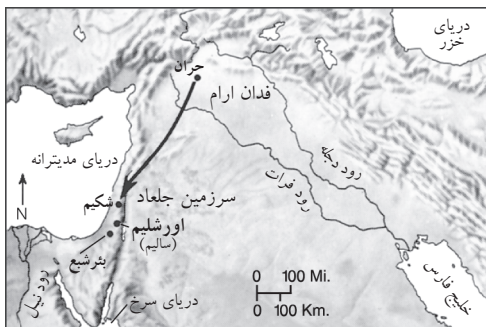 دریای
خزر
حران
فدان ارام
دریای مدیترانه
رود دجله
رود فرات
سرزمین جلعاد
شکیم
اورشلیم
(سالیم)
بئرشبع
N
رود نیل
دریای سرخ
خلیج فارس
0 100 Mi.
0 100 Km.